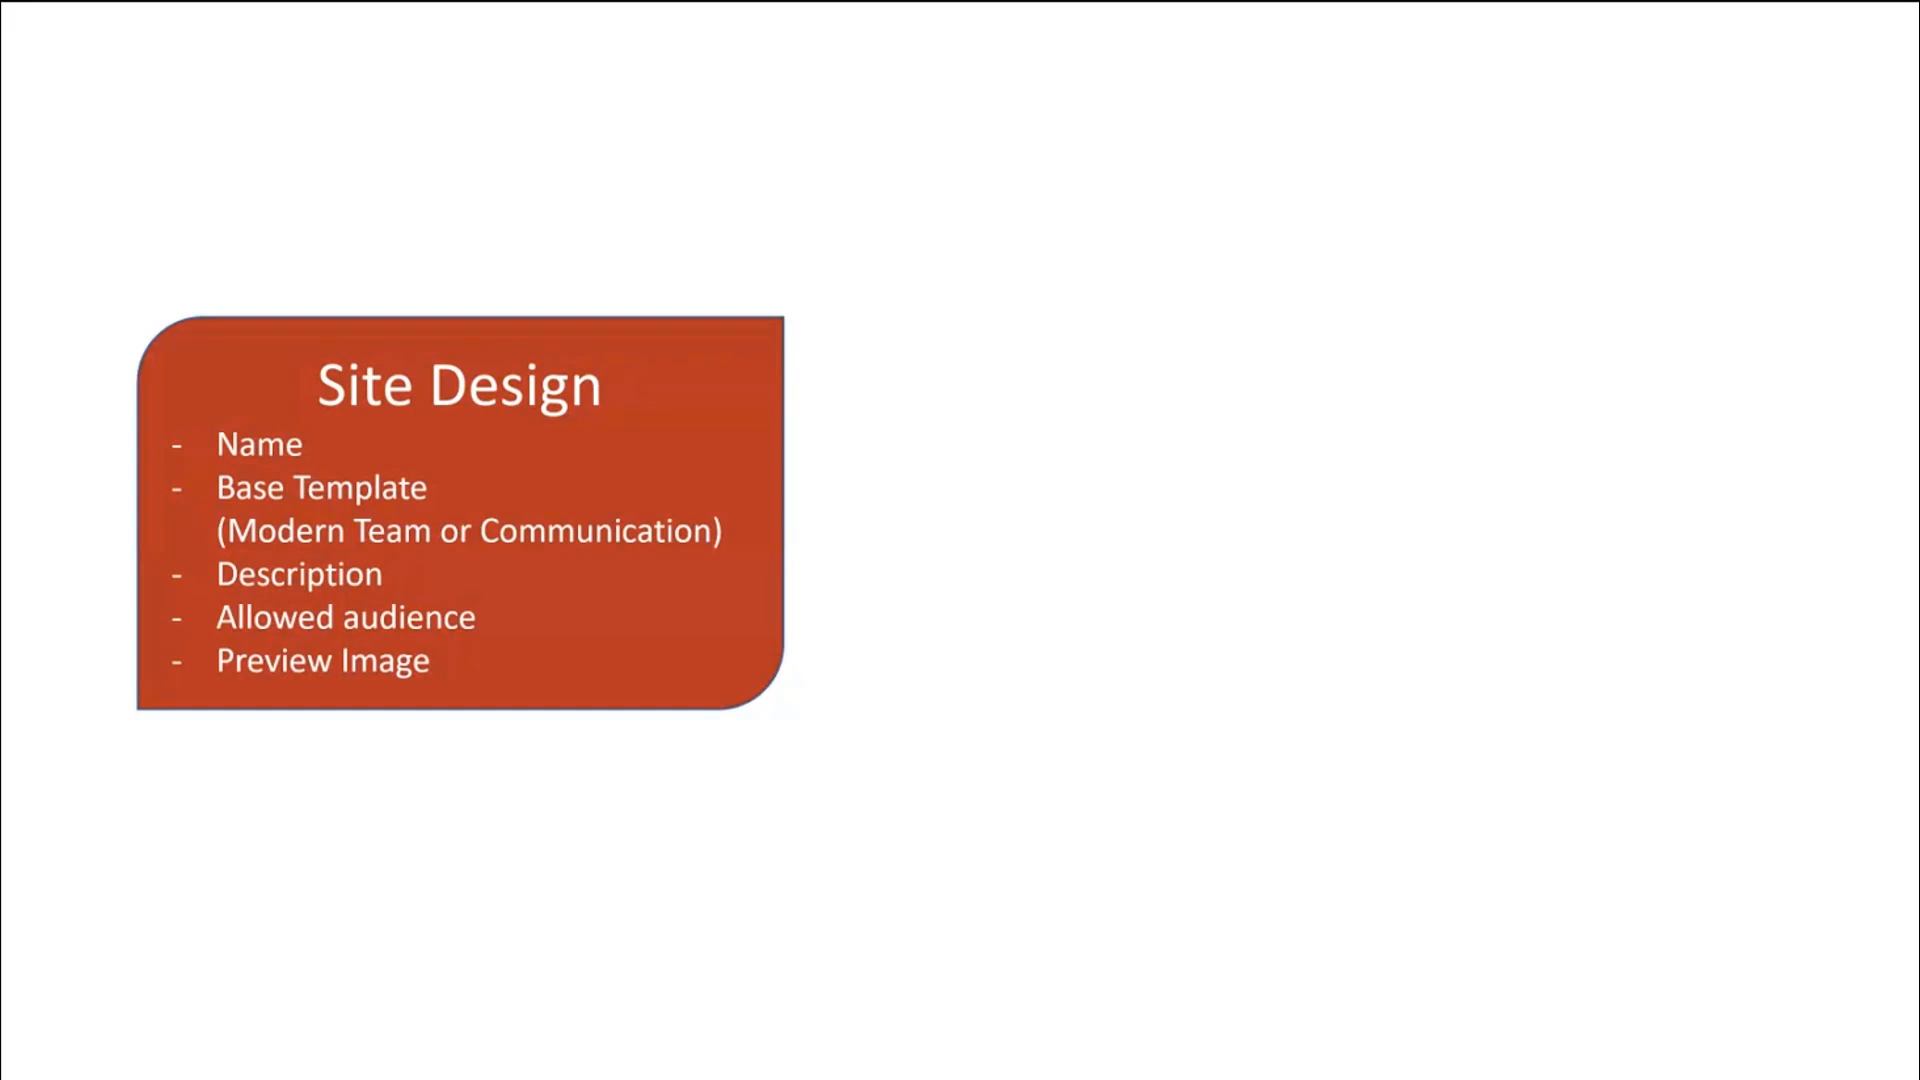 Site Design
- Name
- Base Template
(Modern Team or Communication)
- Description
- Allowed audience
- Preview Image